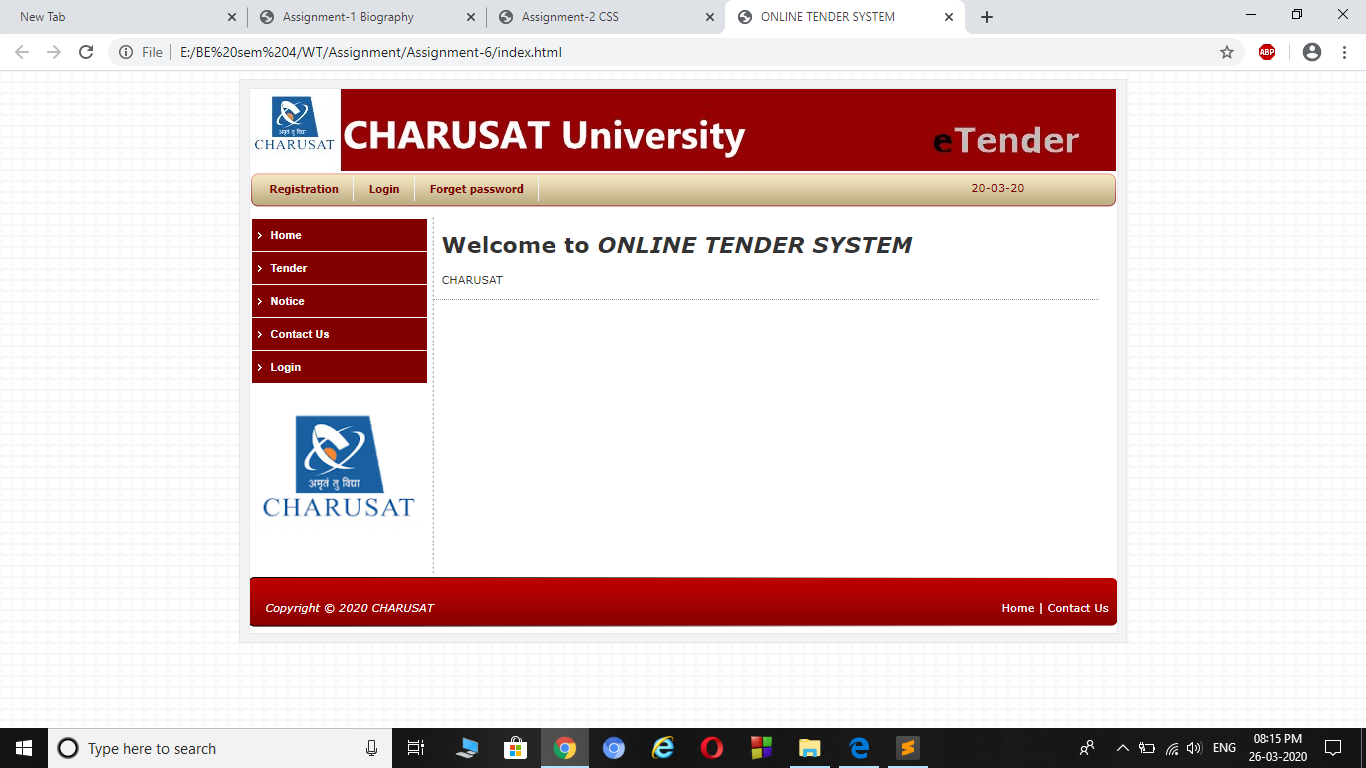 New Tab
Assignment-1 Biography
Assignment-2 CSS
ONLINE TENDER SYSTEM
File
E:/BE%20sem%204/WT/Assignment/Assignment-6/index.html
ABP
अमृतं तु विद्या
CHARUSAT
CHARUSAT University
eTender
Registration
Login
Forget password
20-03-20
Home
Tender
Notice
Contact Us
Login
Welcome to ONLINE TENDER SYSTEM
CHARUSAT
अमृतं तु विद्या
CHARUSAT
Copyright © 2020 CHARUSAT
Home | Contact Us
Type here to search
ENG
08:15 PM
26-03-2020